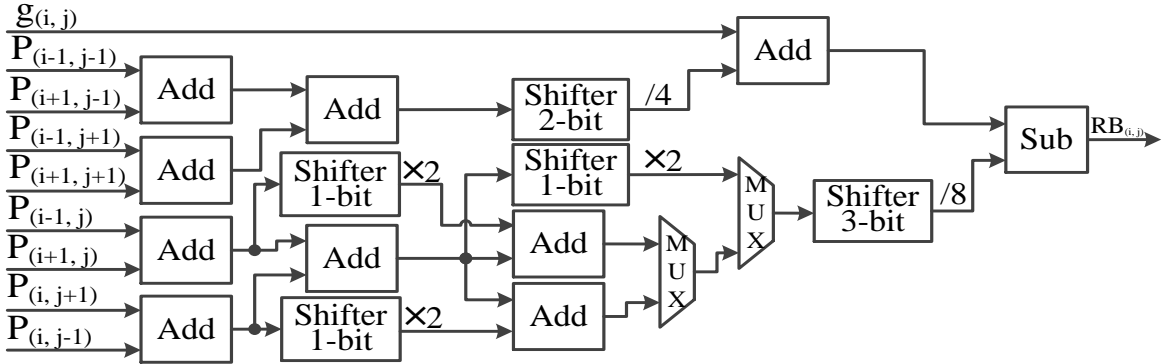 g(i, j)
P(i-1, j-1)
P(i+1, j-1)
P(i-1, j+1)
P(i+1, j+1)
P(i-1, j)
P(i+1, j)
P(i, j+1)
P(i, j-1)
Add
Add
Add
Add
Add
Shifter
1-bit
×2
Add
Shifter
1-bit
×2
Shifter
2-bit
/4
Shifter
1-bit
×2
Add
Add
MUX
MUX
Add
Shifter
3-bit
/8
Sub
RB(i, j)